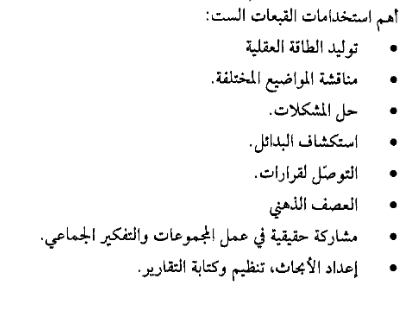 أهم استخدامات القبعات الست:
• توليد الطاقة العقلية
• مناقشة المواضيع المختلفة.
• حل المشكلات.
• استكشاف البدائل.
• التوصّل لقرارات.
• العصف الذهني
• مشاركة حقيقية في عمل المجموعات والتفكير الجماعي.
• إعداد الأبحاث، تنظيم وكتابة التقارير.